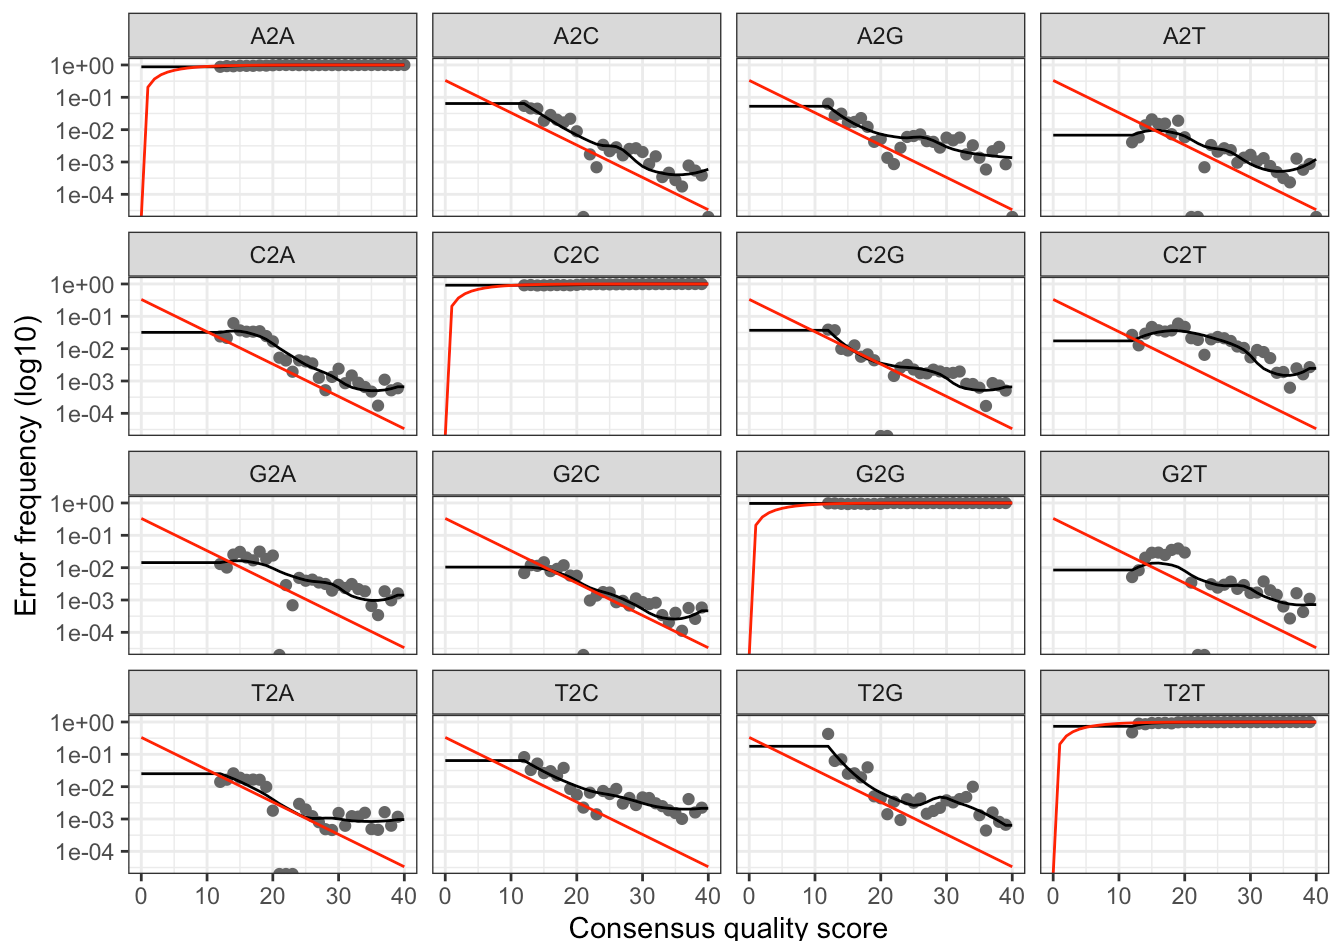 A2A A2C A2G A2T
1e+00
1e-01
1e-02
1e-03
1e-04
C2A C2C C2G C2T
1e+00
1e-01
1e-02
1e-03
1e-04
Error frequency (log10)
G2A G2C G2G G2T
1e+00
1e-01
1e-02
1e-03
1e-04
T2A T2C T2G T2T
1e+00
1e-01
1e-02
1e-03
1e-04
0 10 20 30 40 0 10 20 30 40 0 10 20 30 40 0 10 20 30 40
Consensus quality score